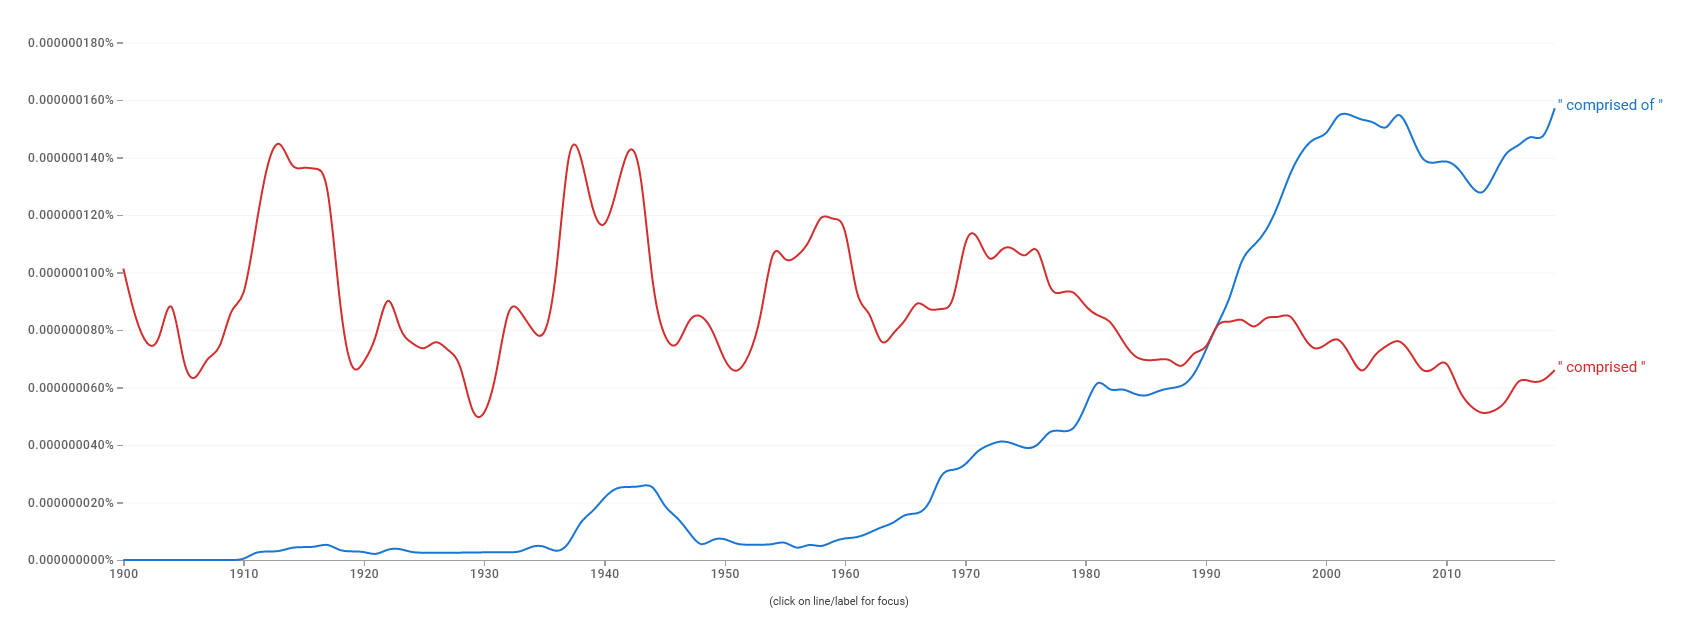 0.000000180%
0.000000160%
" comprised of "
0.000000140%
0.000000120%
0.000000100%
0.000000080%
" comprised "
0.000000060%
0.000000040%
0.000000020%
0.000000000%
1900 1910 1920 1930 1940 1950 1960 1970 1980 1990 2000 2010
(click on line/label for focus)